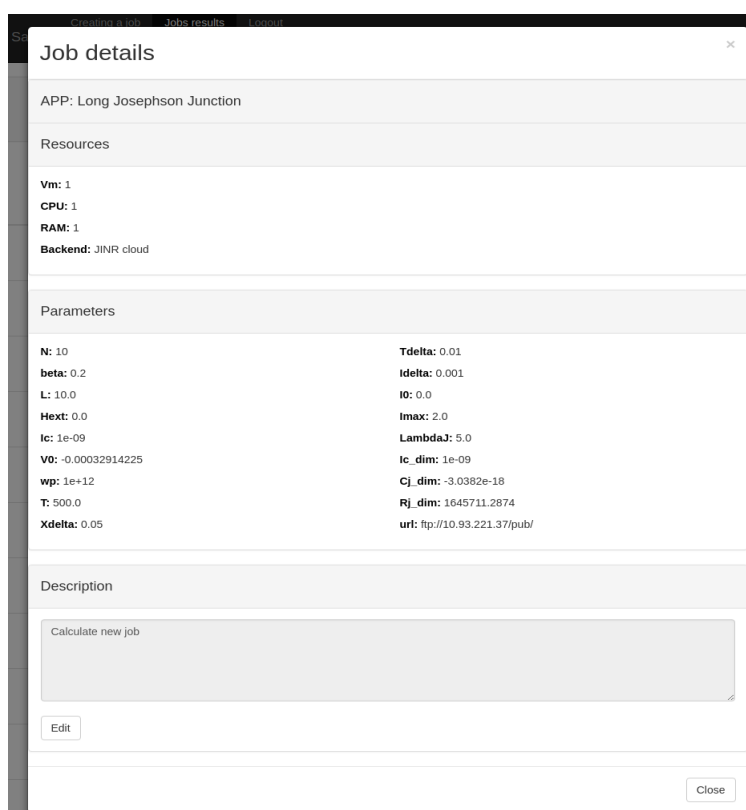 Creating a job Jobs results Logout
Sa
Job details
×
APP: Long Josephson Junction
Resources
Vm: 1
CPU: 1
RAM: 1
Backend: JINR cloud
Parameters
N: 10
beta: 0.2
L: 10.0
Hext: 0.0
Ic: 1e-09
V0: -0.00032914225
wp: 1e+12
T: 500.0
Xdelta: 0.05
Tdelta: 0.01
Idelta: 0.001
I0: 0.0
Imax: 2.0
LambdaJ: 5.0
Ic_dim: 1e-09
Cj_dim: -3.0382e-18
Rj_dim: 1645711.2874
url: ftp://10.93.221.37/pub/
Description
Calculate new job
Edit
Close